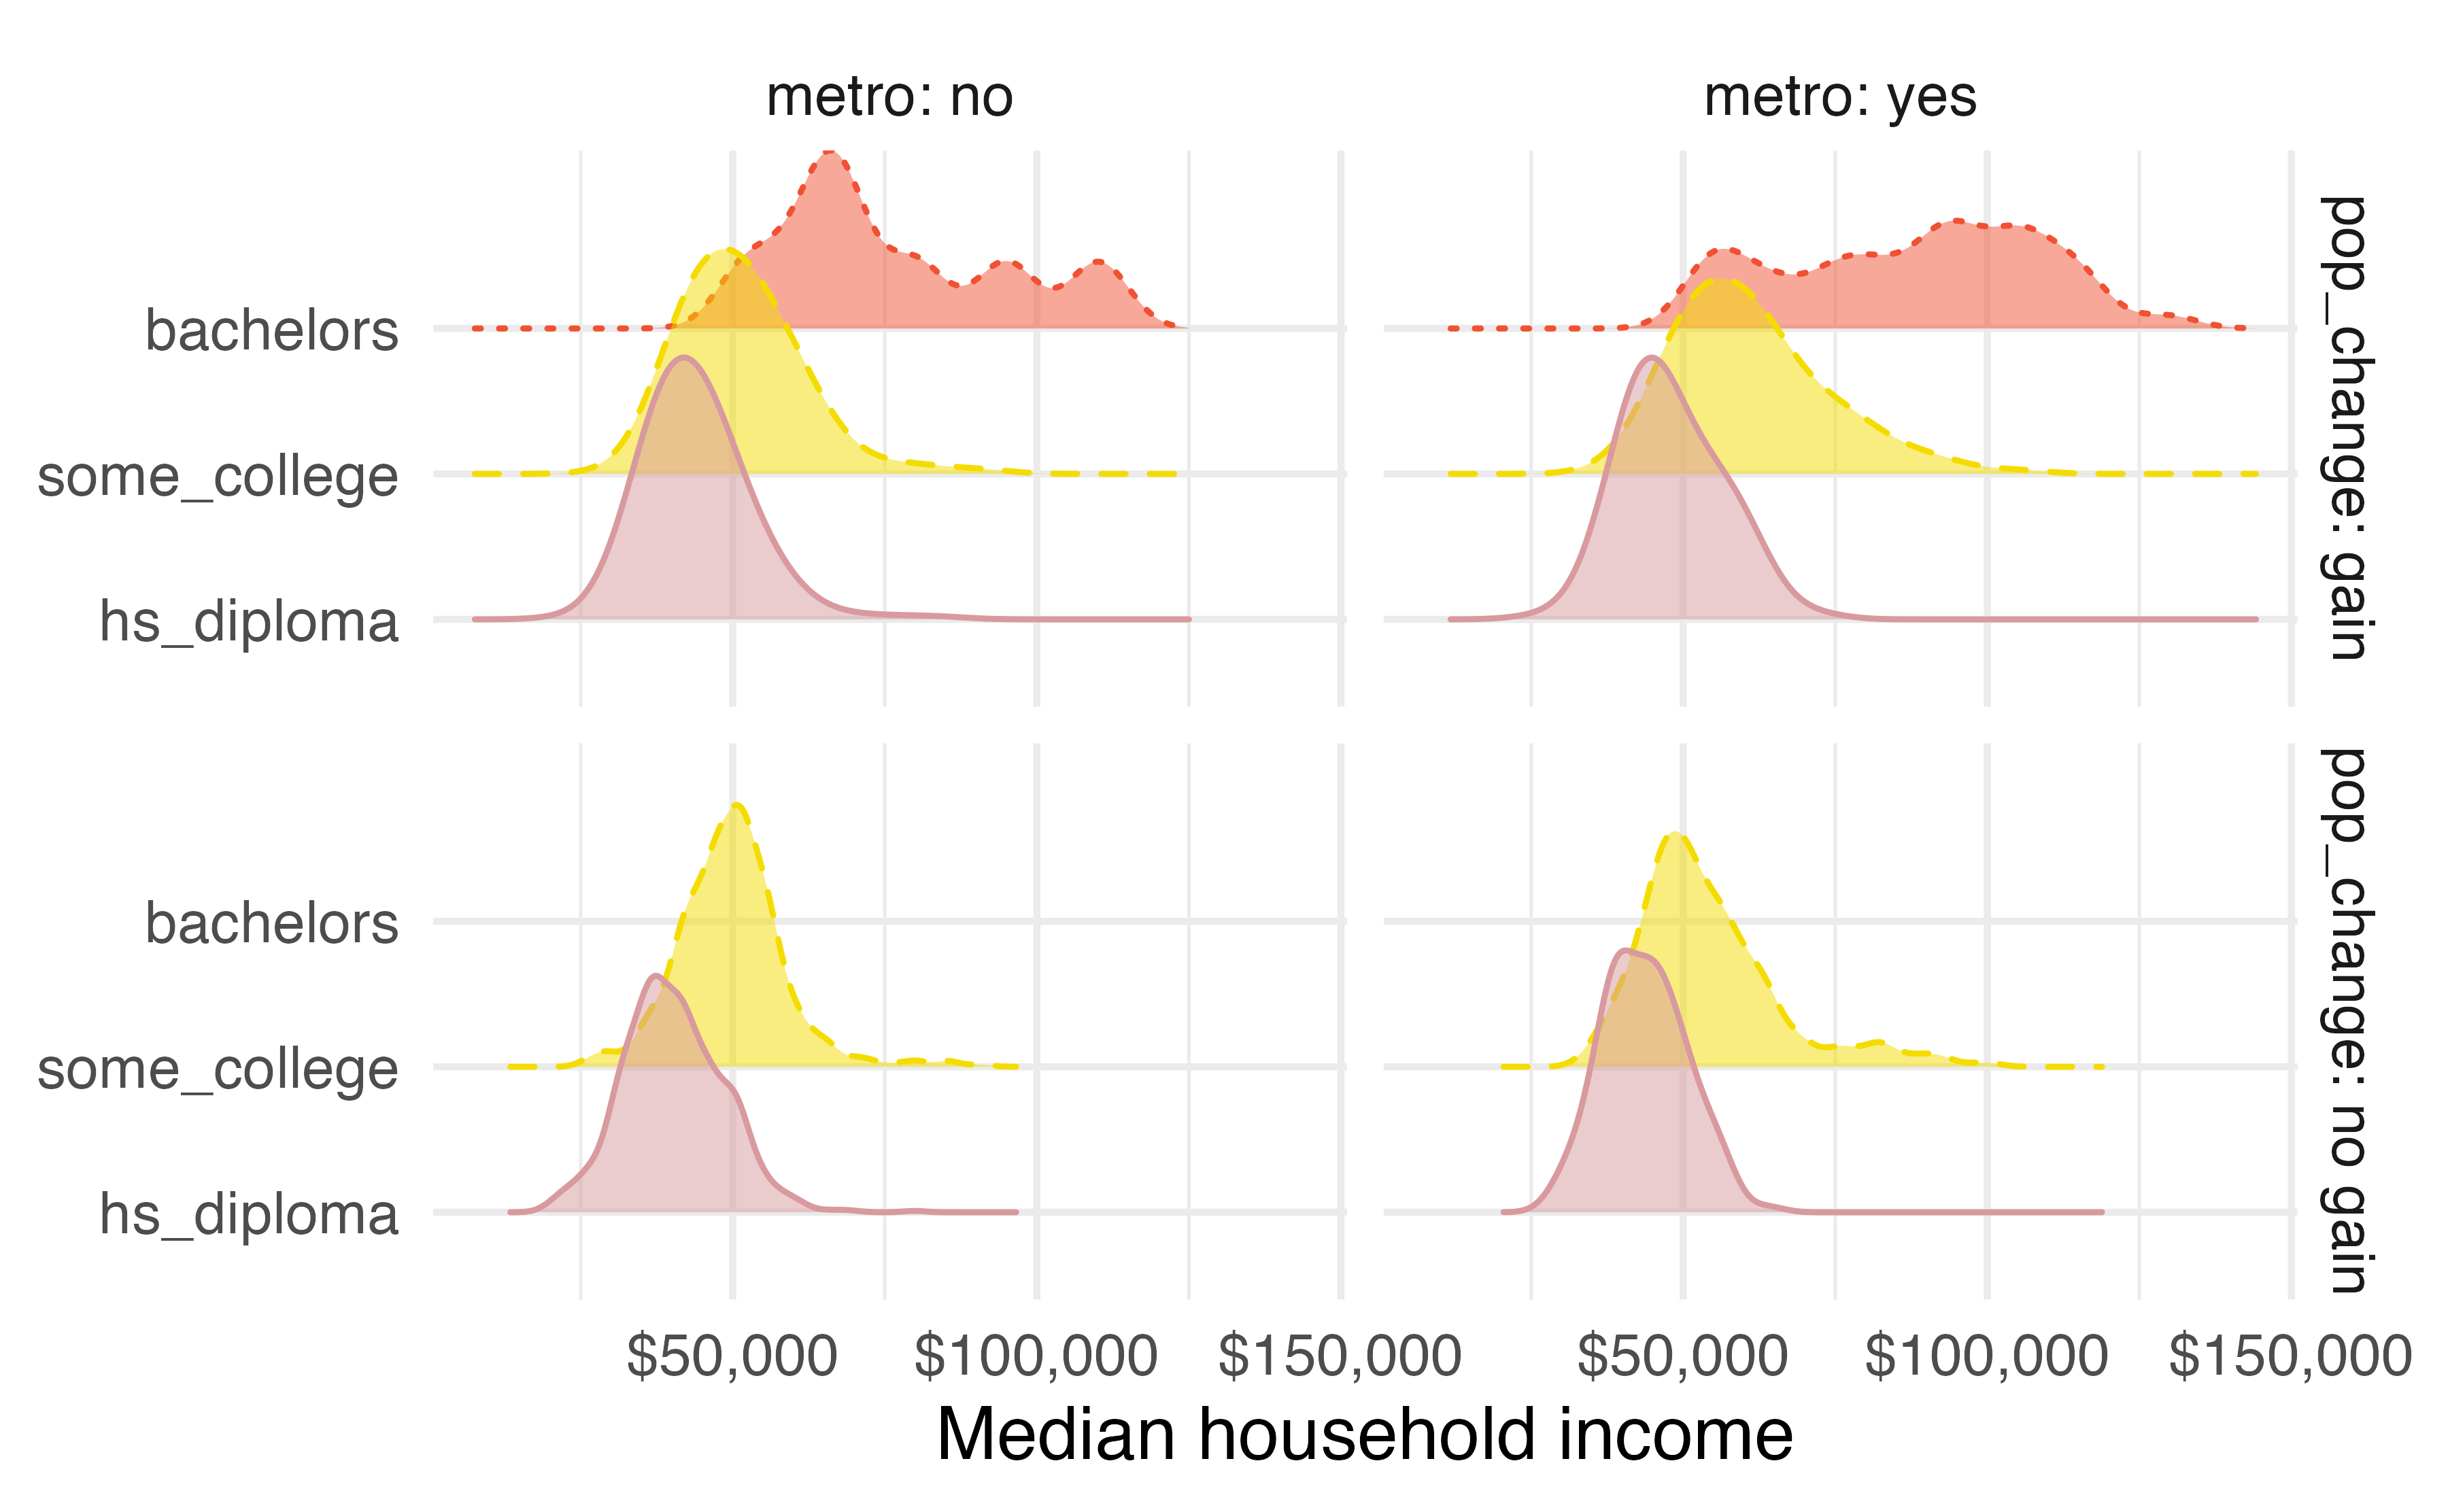 metro: no
metro: yes
bachelors
some_college
hs_diploma
pop_change: gain
bachelors
some_college
hs_diploma
pop_change: no gain
$50,000 $100,000 $150,000 $50,000 $100,000 $150,000
Median household income